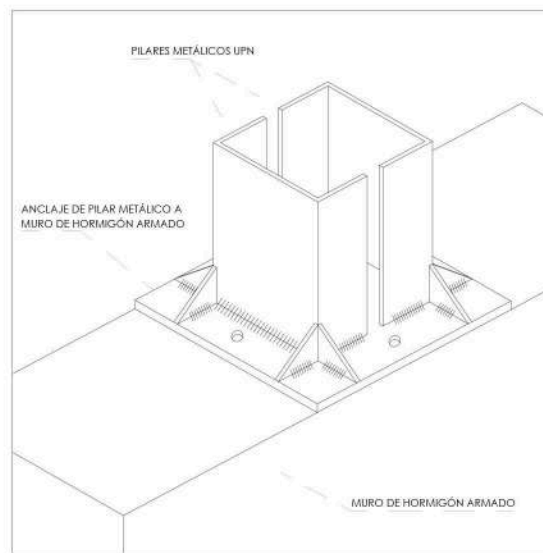 PILARES METÁLICOS UPN
ANCLAJE DE PILAR METÁLICO A
MURO DE HORMIGÓN ARMADO
MURO DE HORMIGÓN ARMADO